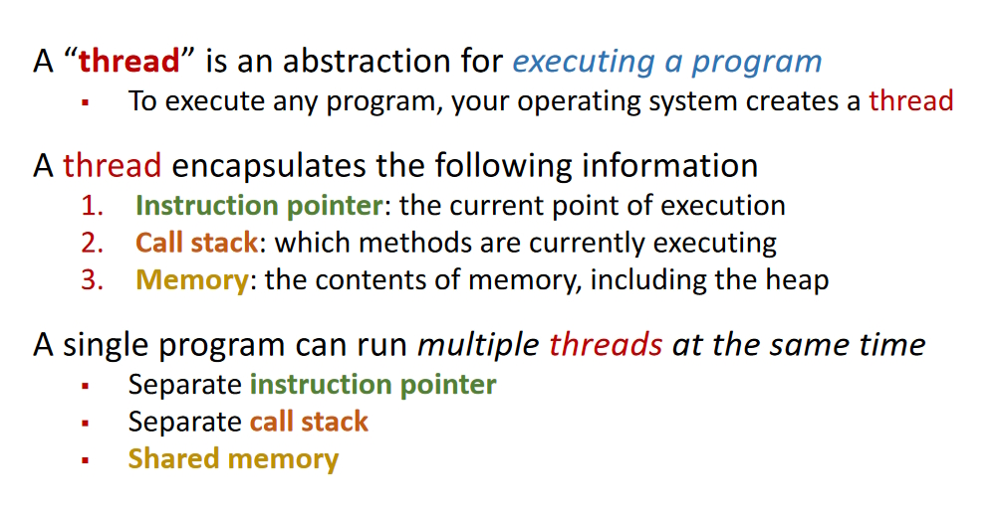 A “thread” is an abstraction for executing a program
▪ To execute any program, your operating system creates a thread
A thread encapsulates the following information
1. Instruction pointer: the current point of execution
2. Call stack: which methods are currently executing
3. Memory: the contents of memory, including the heap
A single program can run multiple threads at the same time
▪ Separate instruction pointer
▪ Separate call stack
▪ Shared memory